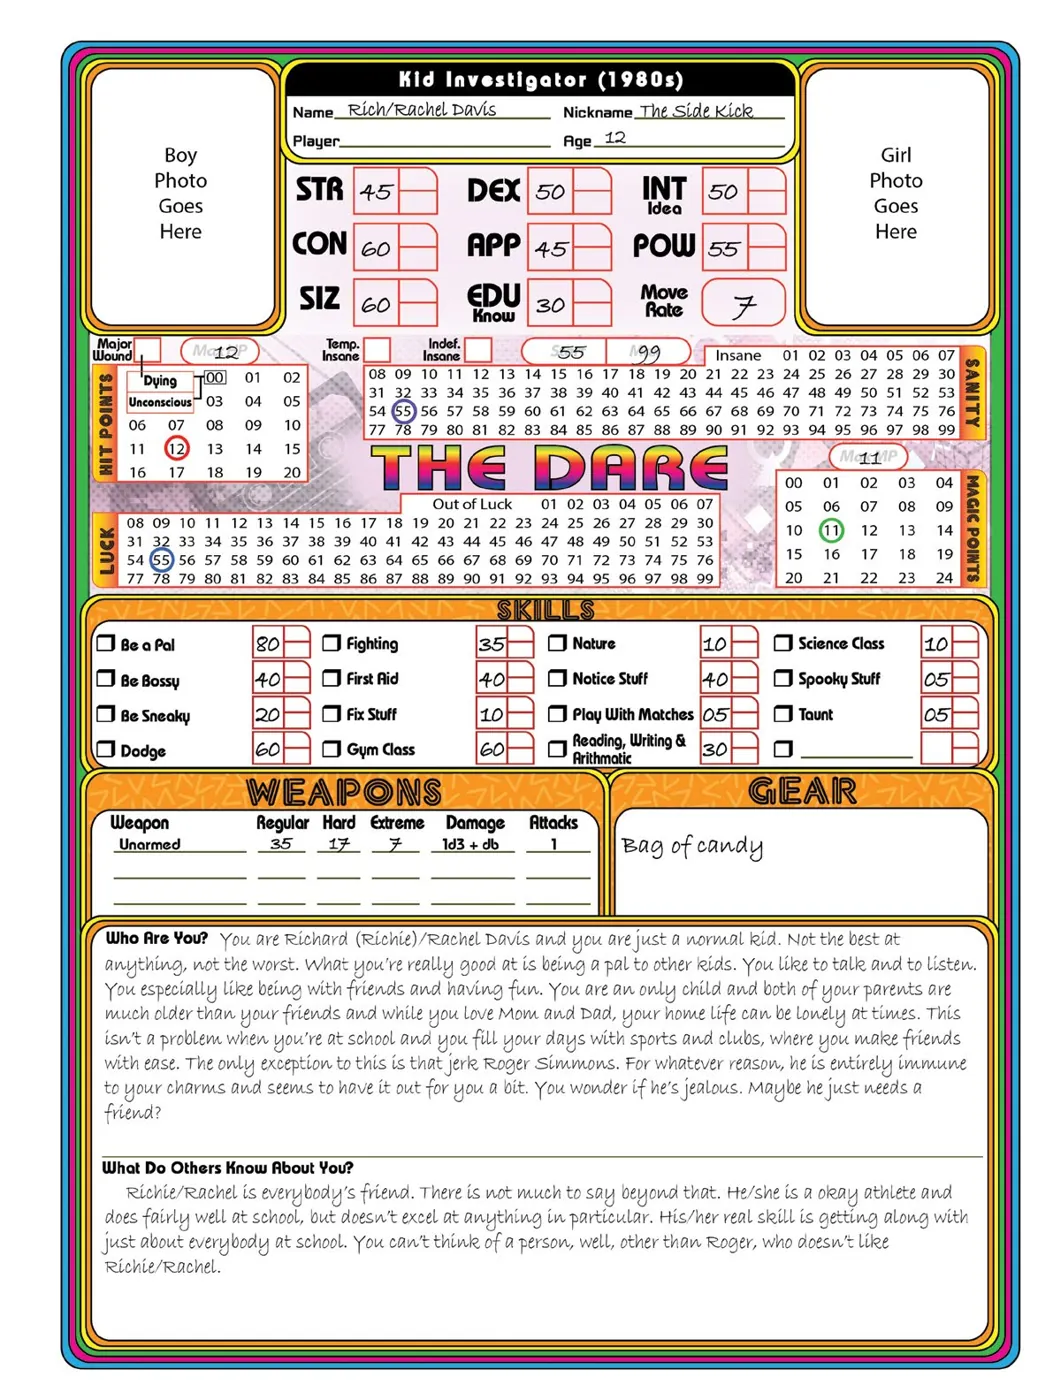 Kid Investigator (1980s)
Name Rich/Rachel Davis Nickname The Side Kick
Player Age 12
Boy
Photo
Goes
Here
Girl
Photo
Goes
Here
STR 45 DEX 50 INT Idea 50
CON 60 APP 45 POW 55
SIZ 60 EDU Know 30 Move Rate 7
Major Wound 12 Temp. Insane Indef. Insane 55 99
HIT POINTS
Dying 00 01 02
Unconscious 03 04 05
06 07 08 09 10
11 12 13 14 15
16 17 18 19 20
SANITY
Insane 01 02 03 04 05 06 07
08 09 10 11 12 13 14 15 16 17 18 19 20 21 22 23 24 25 26 27 28 29 30
31 32 33 34 35 36 37 38 39 40 41 42 43 44 45 46 47 48 49 50 51 52 53
54 55 56 57 58 59 60 61 62 63 64 65 66 67 68 69 70 71 72 73 74 75 76
77 78 79 80 81 82 83 84 85 86 87 88 89 90 91 92 93 94 95 96 97 98 99
THE DARE
LUCK
Out of Luck 01 02 03 04 05 06 07
08 09 10 11 12 13 14 15 16 17 18 19 20 21 22 23 24 25 26 27 28 29 30
31 32 33 34 35 36 37 38 39 40 41 42 43 44 45 46 47 48 49 50 51 52 53
54 55 56 57 58 59 60 61 62 63 64 65 66 67 68 69 70 71 72 73 74 75 76
77 78 79 80 81 82 83 84 85 86 87 88 89 90 91 92 93 94 95 96 97 98 99
11
MAGIC POINTS
00 01 02 03 04
05 06 07 08 09
10 11 12 13 14
15 16 17 18 19
20 21 22 23 24
SKILLS
Be a Pal 80 Fighting 35 Nature 10 Science Class 10
Be Bossy 40 First Aid 40 Notice Stuff 40 Spooky Stuff 05
Be Sneaky 20 Fix Stuff 10 Play With Matches 05 Taunt 05
Dodge 60 Gym Class 60 Reading, Writing & Arithmatic 30
WEAPONS
Weapon Regular Hard Extreme Damage Attacks
Unarmed 35 17 7 1d3 + db 1
GEAR
Bag of candy
Who Are You? You are Richard (Richie)/Rachel Davis and you are just a normal kid. Not the best at
anything, not the worst. What you're really good at is being a pal to other kids. You like to talk and to listen.
You especially like being with friends and having fun. You are an only child and both of your parents are
much older than your friends and while you love Mom and Dad, your home life can be lonely at times. This
isn't a problem when you're at school and you fill your days with sports and clubs, where you make friends
with ease. The only exception to this is that jerk Roger Simmons. For whatever reason, he is entirely immune
to your charms and seems to have it out for you a bit. You wonder if he's jealous. Maybe he just needs a
friend?
What Do Others Know About You?
Richie/Rachel is everybody's friend. There is not much to say beyond that. He/she is a okay athlete and
does fairly well at school, but doesn't excel at anything in particular. His/her real skill is getting along with
just about everybody at school. You can't think of a person, well, other than Roger, who doesn't like
Richie/Rachel.